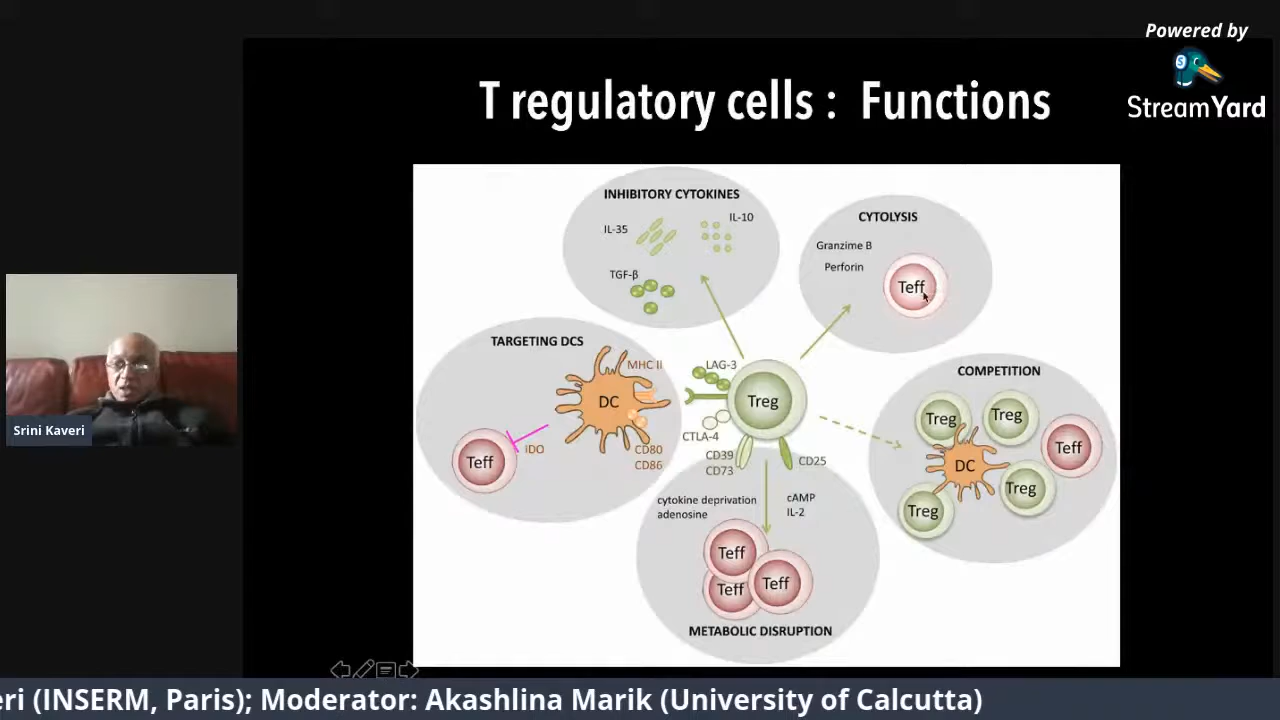 Powered by
StreamYard
T regulatory cells : Functions
INHIBITORY CYTOKINES
IL-35
IL-10
TGF-β
CYTOLYSIS
Granzime B
Perforin
Teff
TARGETING DCS
MHC II
DC
IDO
Teff
CD80
CD86
LAG-3
Treg
CTLA-4
CD39
CD73
CD25
COMPETITION
Treg
Treg
Teff
DC
Treg
Treg
cytokine deprivation
adenosine
cAMP
IL-2
Teff
Teff
Teff
METABOLIC DISRUPTION
Srini Kaveri
eri (INSERM, Paris); Moderator: Akashlina Marik (University of Calcutta)